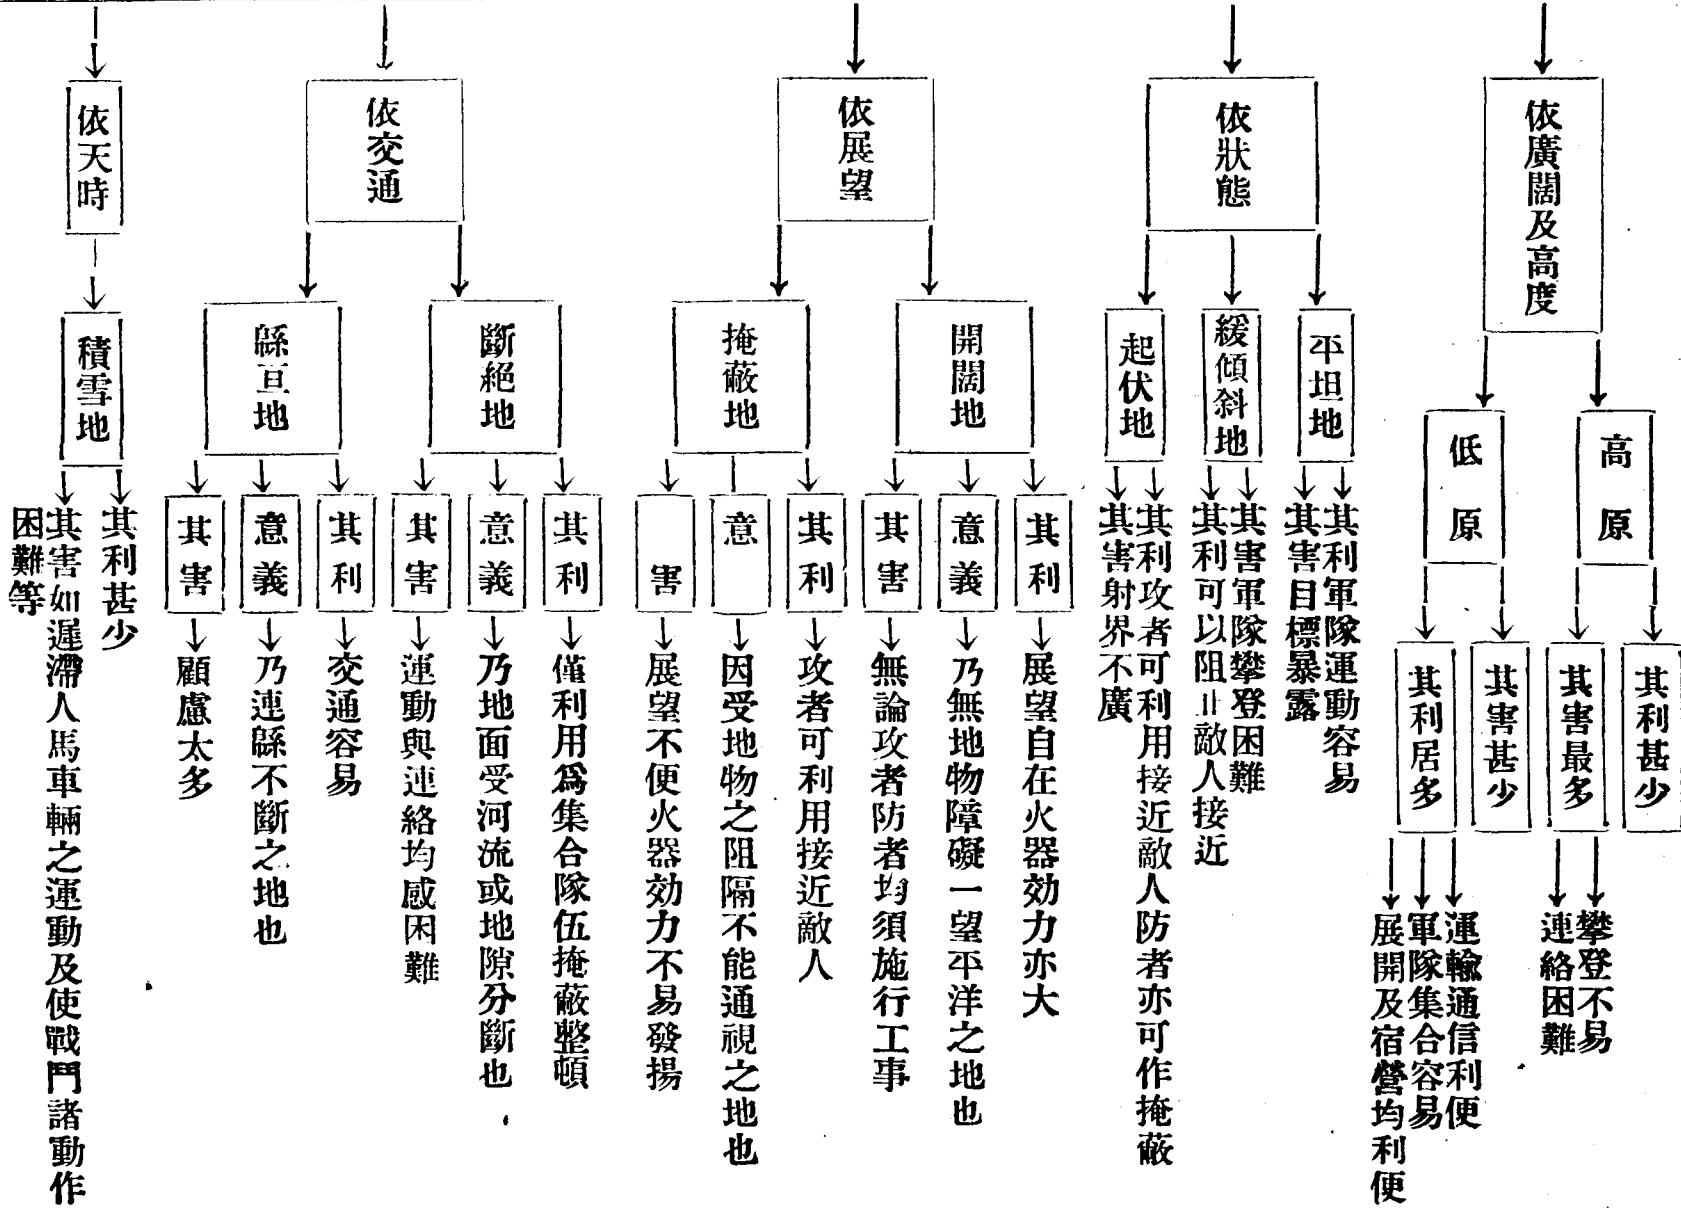 依廣闊及高度
高原
其利甚少
其害最多
攀登不易
連絡困難
低原
其害甚少
其利居多
運輸通信利便
軍隊集合容易
展開及宿營均利便
依狀態
平坦地
其利軍隊運動容易
其害目標暴露
緩傾斜地
其害軍隊攀登困難
其利可以阻止敵人接近
起伏地
其利攻者可利用接近敵人防者亦可作掩蔽
其害射界不廣
依展望
開闊地
其利
展望自在火器効力亦大
意義
乃無地物障礙一望平洋之地也
其害
無論攻者防者均須施行工事
掩蔽地
其利
攻者可利用接近敵人
意
因受地物之阻隔不能通視之地也
害
展望不便火器効力不易發揚
依交通
斷絕地
其利
僅利用爲集合隊伍掩蔽整頓
意義
乃地面受河流或地隙分斷也
其害
運動與連絡均感困難
緜亘地
其利
交通容易
意義
乃連緜不斷之地也
其害
顧慮太多
依天時
積雪地
其利甚少
其害如遲滯人馬車輛之運動及使戰鬥諸動作
困難等